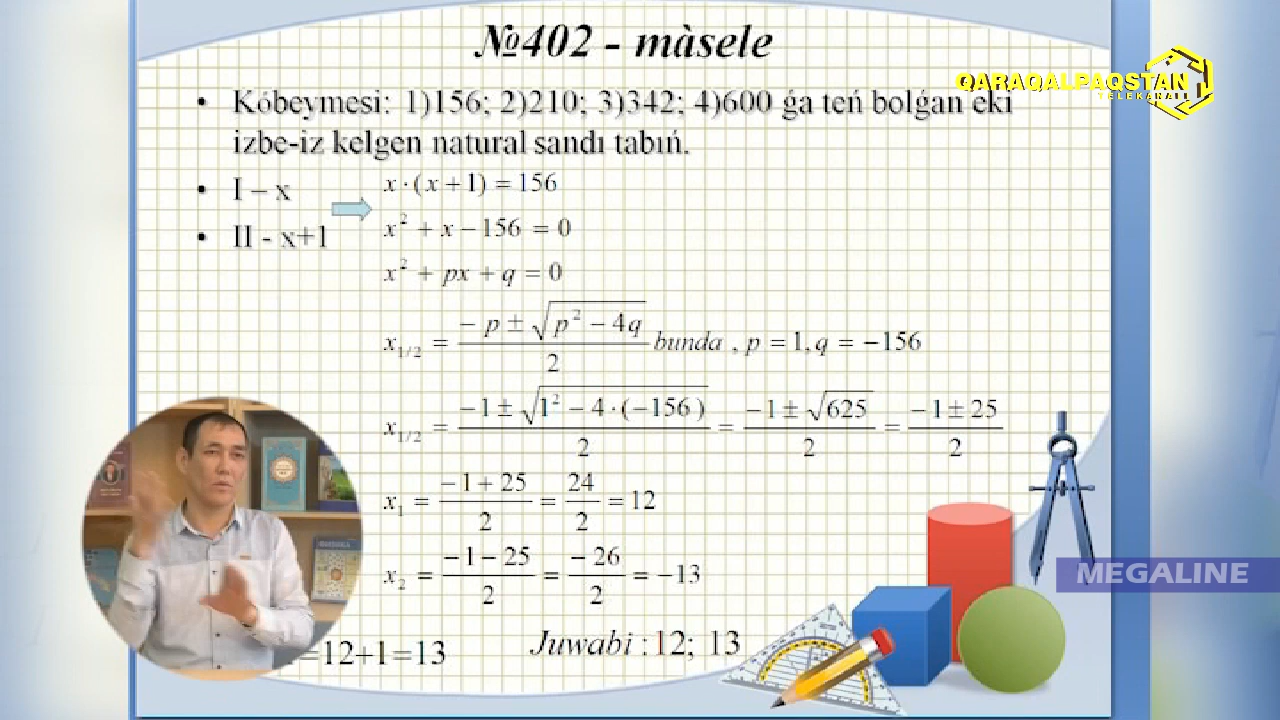 №402 - màsele
QARAQALPAQSTAN
TELEKANALI
• Kóbeymesi: 1)156; 2)210; 3)342; 4)600 ǵa teń bolǵan eki
izbe-iz kelgen natural sandı tabıń.
• I – x
• II - x+1
x·(x+1) = 156
x² + x − 156 = 0
x² + px + q = 0
x₁/₂ = (−p ± √(p² − 4q))/2 bunda , p = 1, q = −156
x₁/₂ = (−1 ± √(1² − 4·(−156)))/2 = (−1 ± √625)/2 = (−1 ± 25)/2
x₁ = (−1 + 25)/2 = 24/2 = 12
x₂ = (−1 − 25)/2 = −26/2 = −13
=12+1=13
Juwabi : 12; 13
MEGALINE